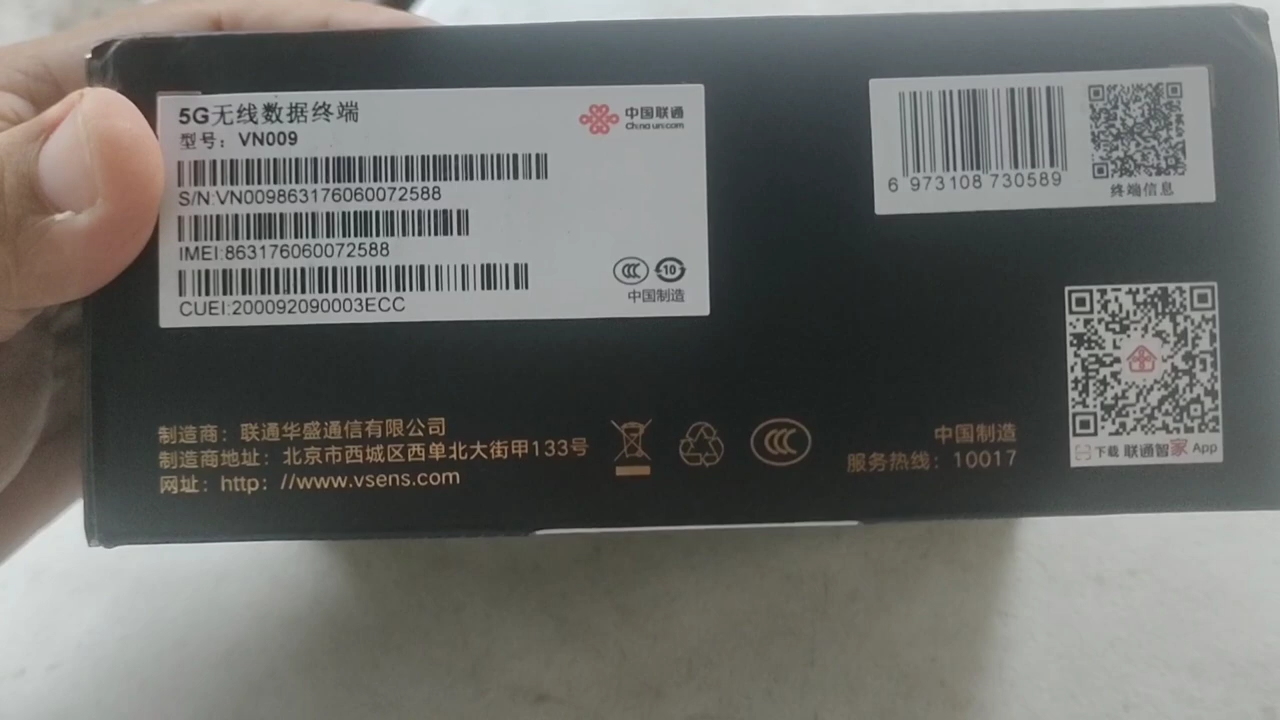 5G无线数据终端
型号：VN009
中国联通
China unicom
S/N:VN009863176060072588
IMEI:863176060072588
CUEI:200092090003ECC
CCC
10
中国制造
6 973108 730589
终端信息
制造商：联通华盛通信有限公司
制造商地址：北京市西城区西单北大街甲133号
网址：http：//www.vsens.com
CCC
中国制造
服务热线：10017
下载 联通智家 App